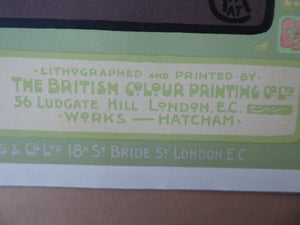 · LITHOGRAPHED AND PRINTED BY ·
THE BRITISH COLOUR PRINTING CO LTD
56 LUDGATE HILL LONDON, E.C.
· WORKS — HATCHAM ·
S & CO LTD 18A ST BRIDE ST LONDON, E.C.